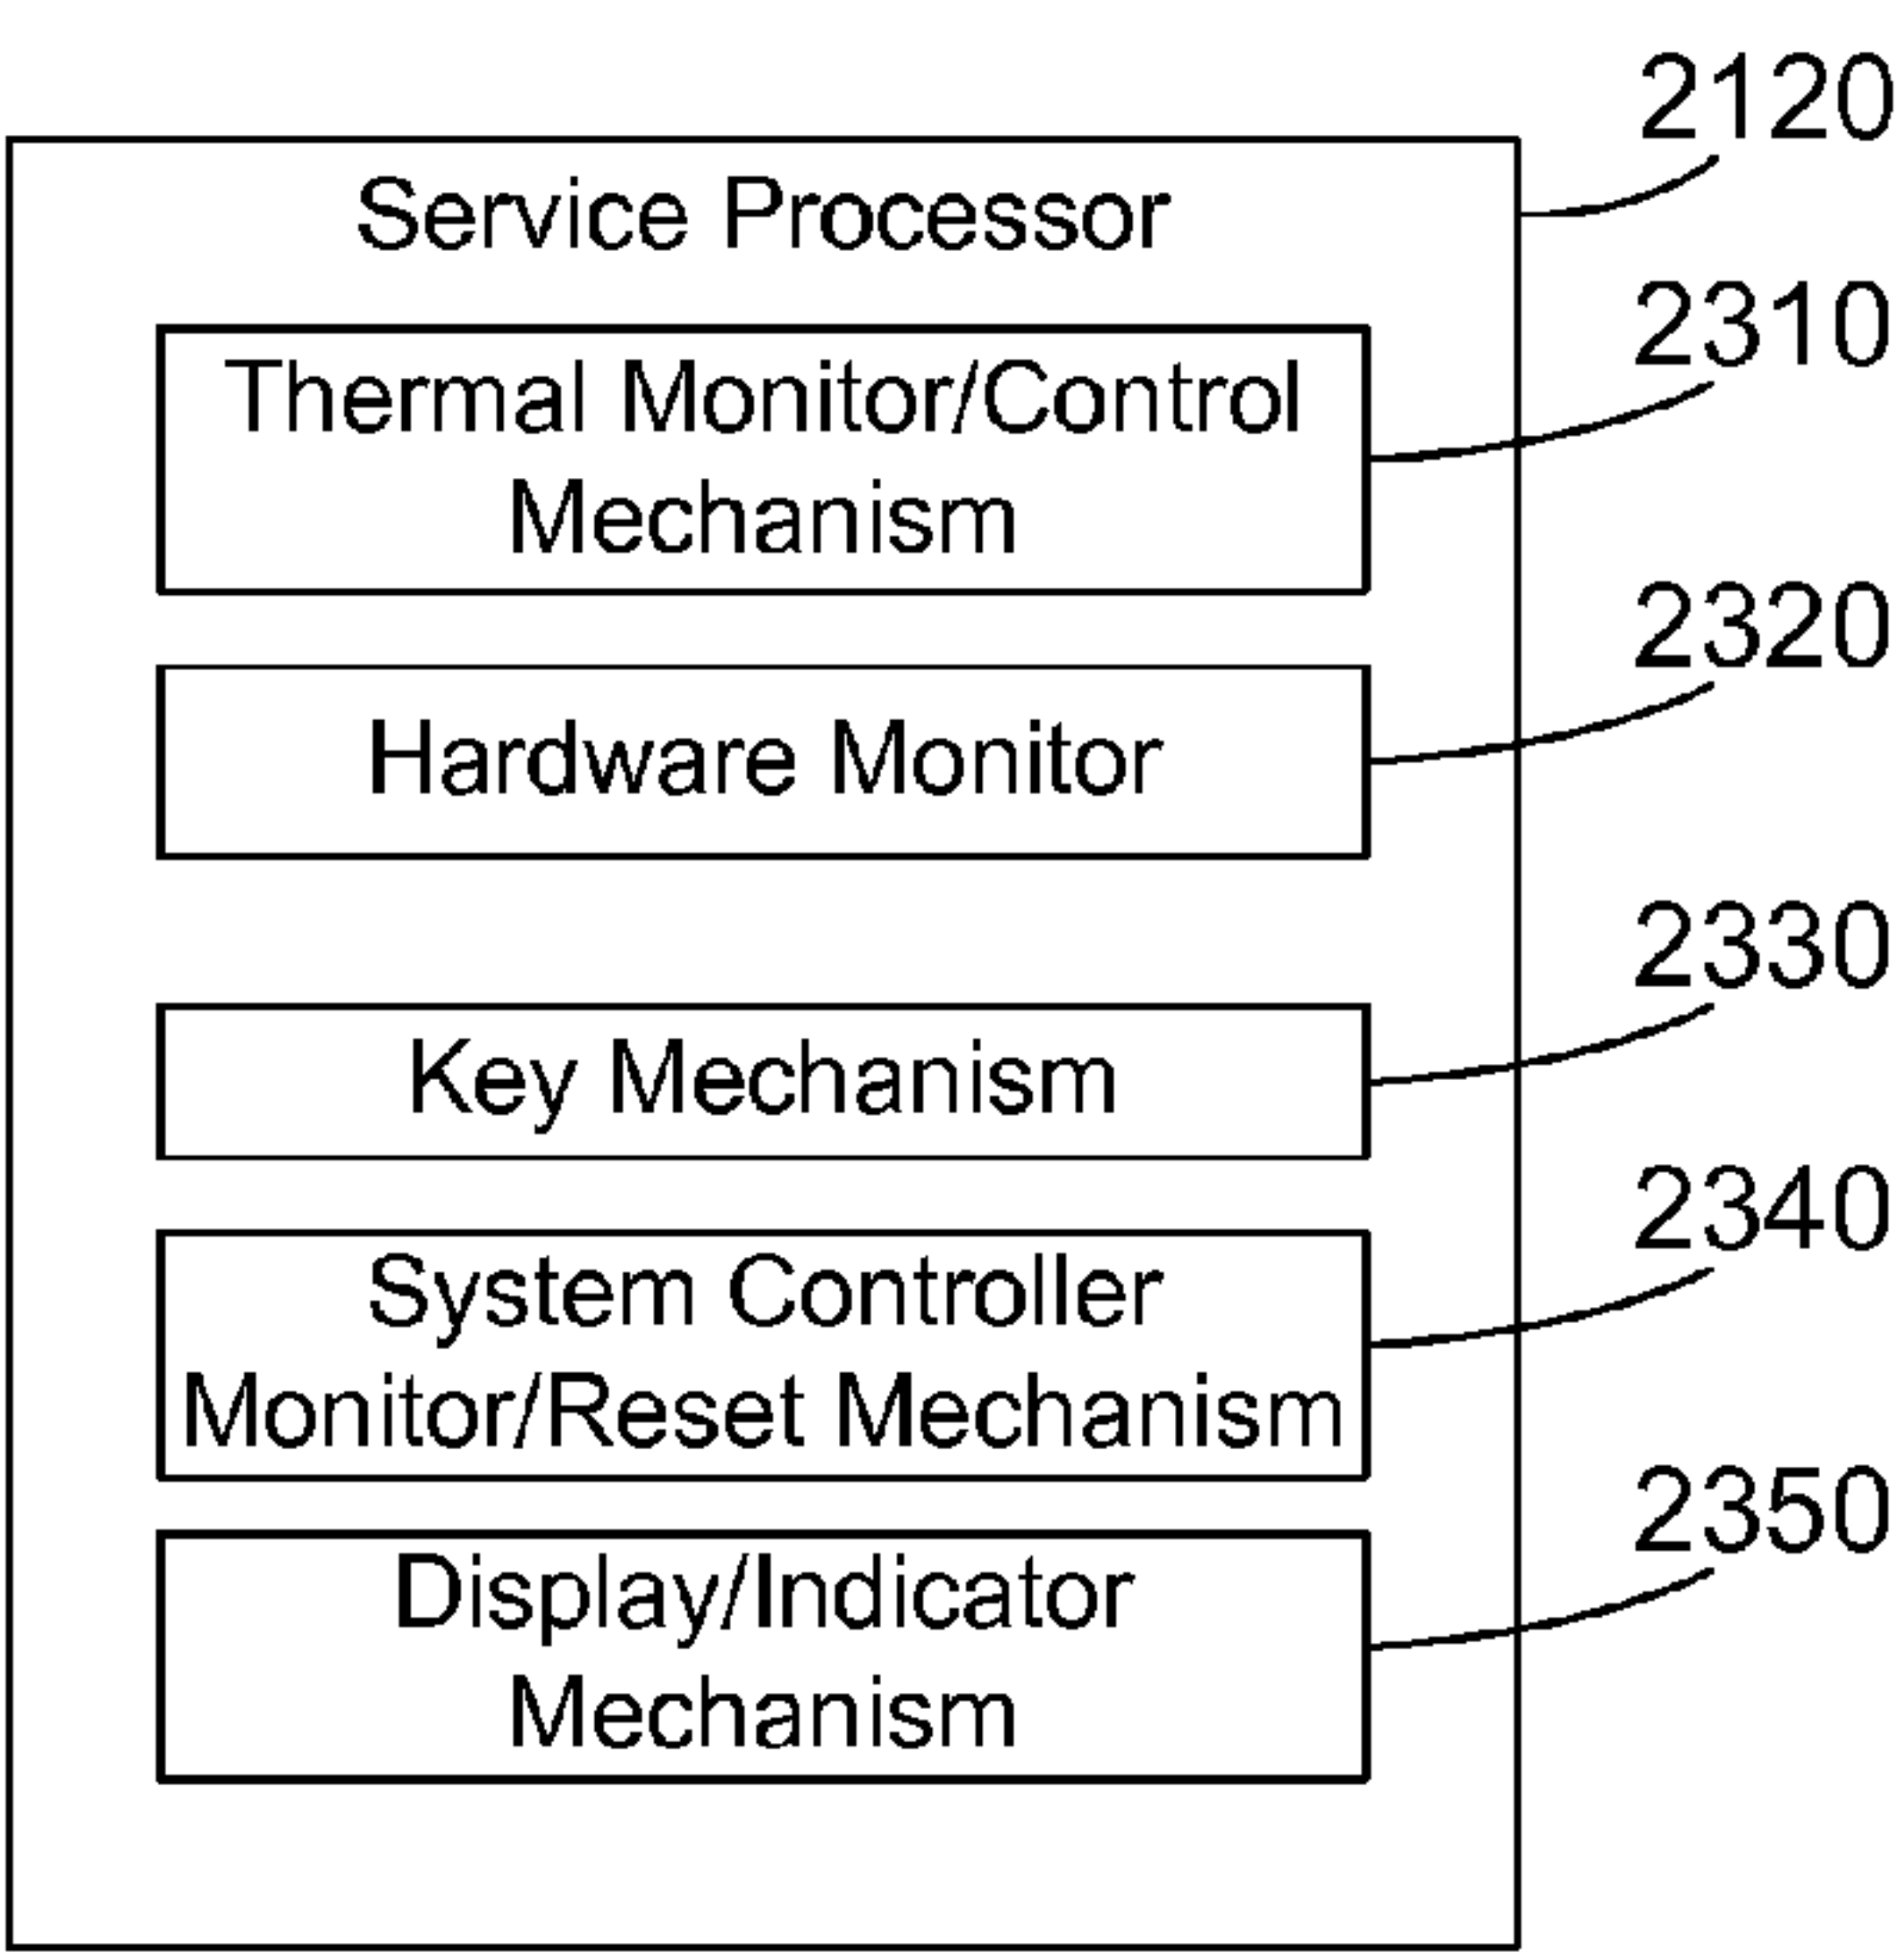 2120
Service Processor
2310
Thermal Monitor/Control
Mechanism
2320
Hardware Monitor
2330
Key Mechanism
2340
System Controller
Monitor/Reset Mechanism
2350
Display/Indicator
Mechanism